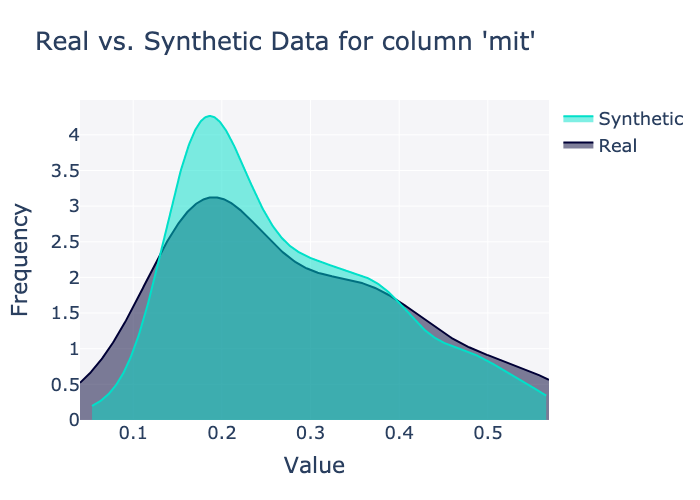 Real vs. Synthetic Data for column 'mit'
Synthetic
Real
Frequency
4
3.5
3
2.5
2
1.5
1
0.5
0
0.1
0.2
0.3
0.4
0.5
Value